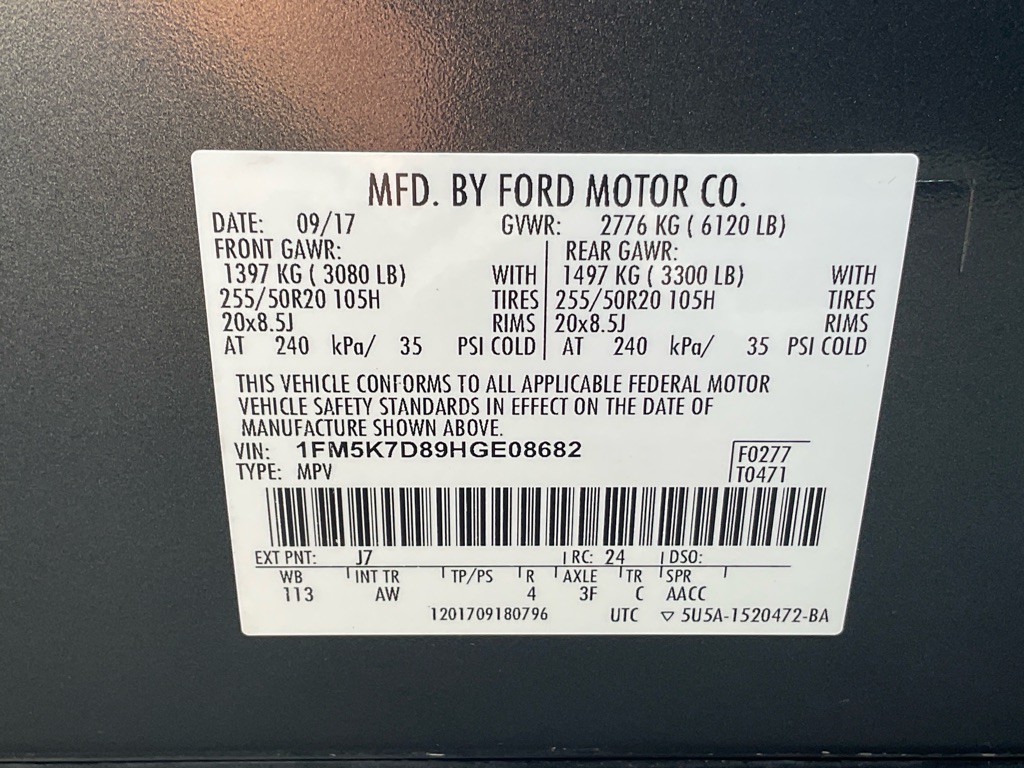 MFD. BY FORD MOTOR CO.
DATE: 09/17 GVWR: 2776 KG ( 6120 LB)
FRONT GAWR: REAR GAWR:
1397 KG ( 3080 LB) WITH 1497 KG ( 3300 LB) WITH
255/50R20 105H TIRES 255/50R20 105H TIRES
20x8.5J RIMS 20x8.5J RIMS
AT 240 kPa/ 35 PSI COLD AT 240 kPa/ 35 PSI COLD
THIS VEHICLE CONFORMS TO ALL APPLICABLE FEDERAL MOTOR
VEHICLE SAFETY STANDARDS IN EFFECT ON THE DATE OF
MANUFACTURE SHOWN ABOVE.
VIN: 1FM5K7D89HGE08682 F0277
TYPE: MPV T0471
EXT PNT: J7 RC: 24 DSO:
WB INT TR TP/PS R AXLE TR SPR
113 AW 4 3F C AACC
1201709180796 UTC ▽ 5U5A-1520472-BA